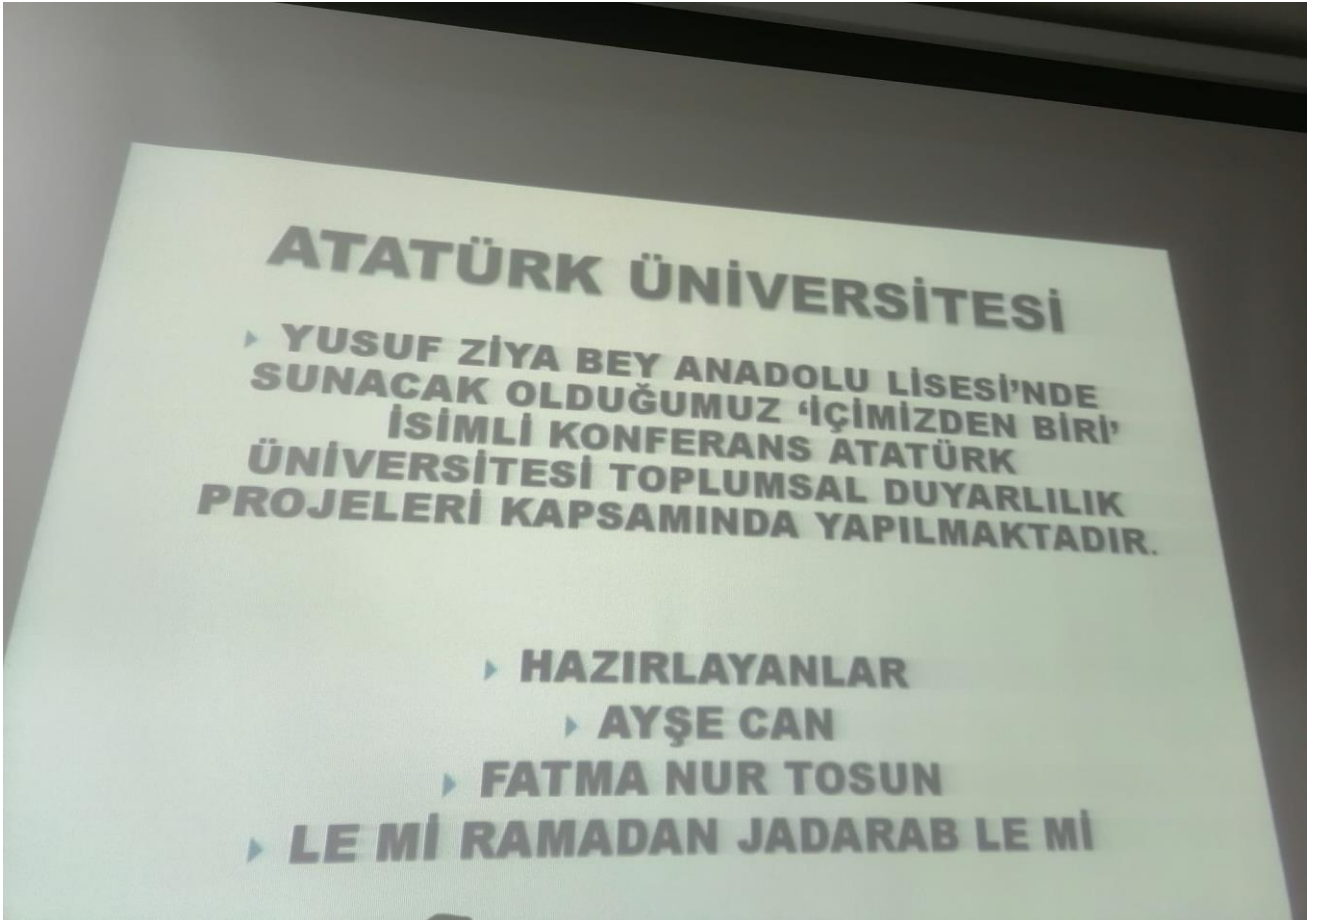 ATATÜRK ÜNİVERSİTESİ
YUSUF ZİYA BEY ANADOLU LİSESİ'NDE
SUNACAK OLDUĞUMUZ ‘İÇİMİZDEN BİRİ’
İSİMLİ KONFERANS ATATÜRK
ÜNİVERSİTESİ TOPLUMSAL DUYARLILIK
PROJELERİ KAPSAMINDA YAPILMAKTADIR.
HAZIRLAYANLAR
AYŞE CAN
FATMA NUR TOSUN
LE Mİ RAMADAN JADARAB LE Mİ